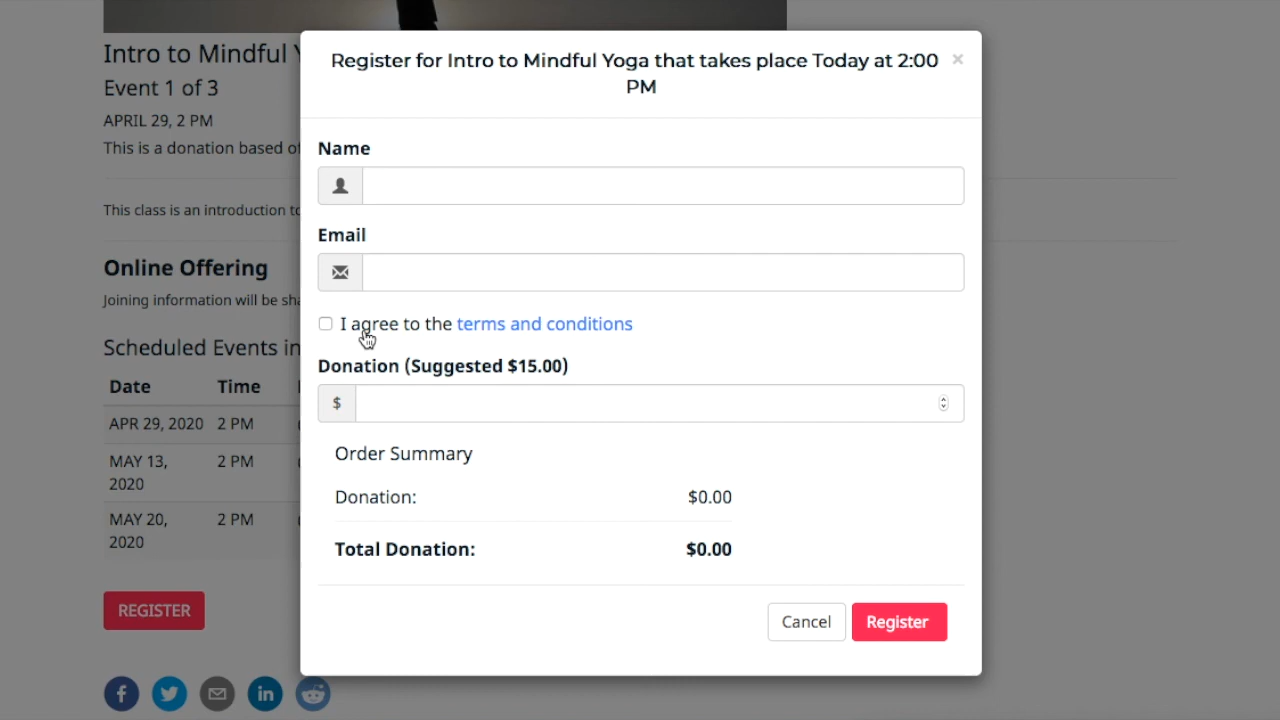 Intro to Mindful
Event 1 of 3
APRIL 29, 2 PM
This is a donation based
This class is an introduction
Online Offering
Joining information will be
Scheduled Events in
Date Time
APR 29, 2020 2 PM
MAY 13, 2 PM
2020
MAY 20, 2 PM
2020
REGISTER
Register for Intro to Mindful Yoga that takes place Today at 2:00
PM
×
Name
Email
I agree to the terms and conditions
Donation (Suggested $15.00)
$
Order Summary
Donation: $0.00
Total Donation: $0.00
Cancel Register
f
in